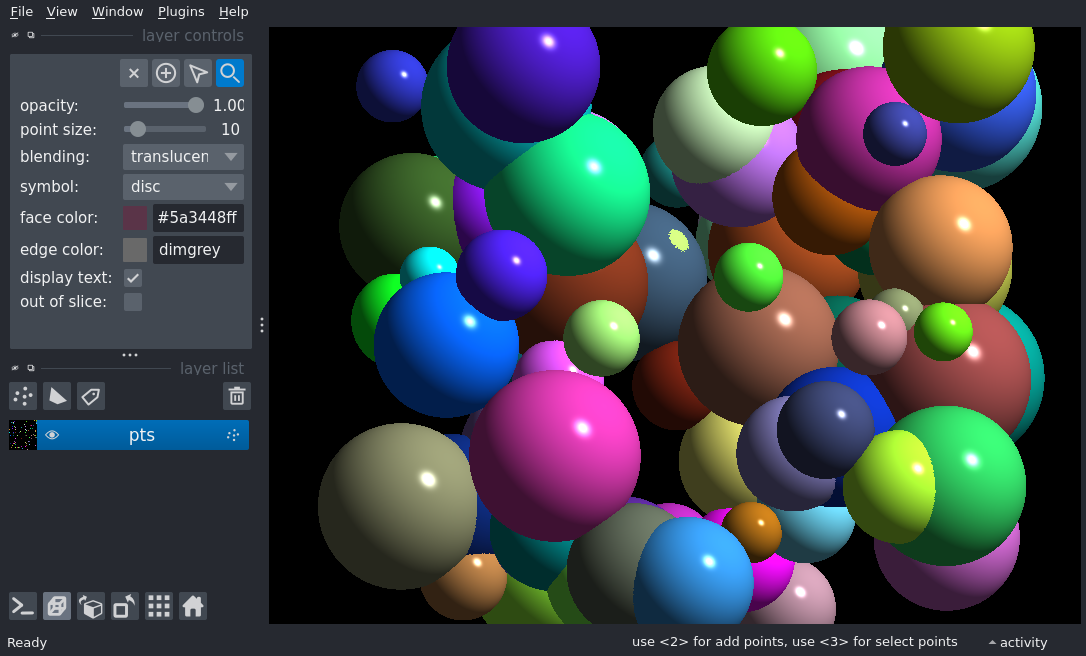 File View Window Plugins Help
layer controls
opacity: 1.00
point size: 10
blending: translucen
symbol: disc
face color: #5a3448ff
edge color: dimgrey
display text:
out of slice:
layer list
pts
Ready use <2> for add points, use <3> for select points activity